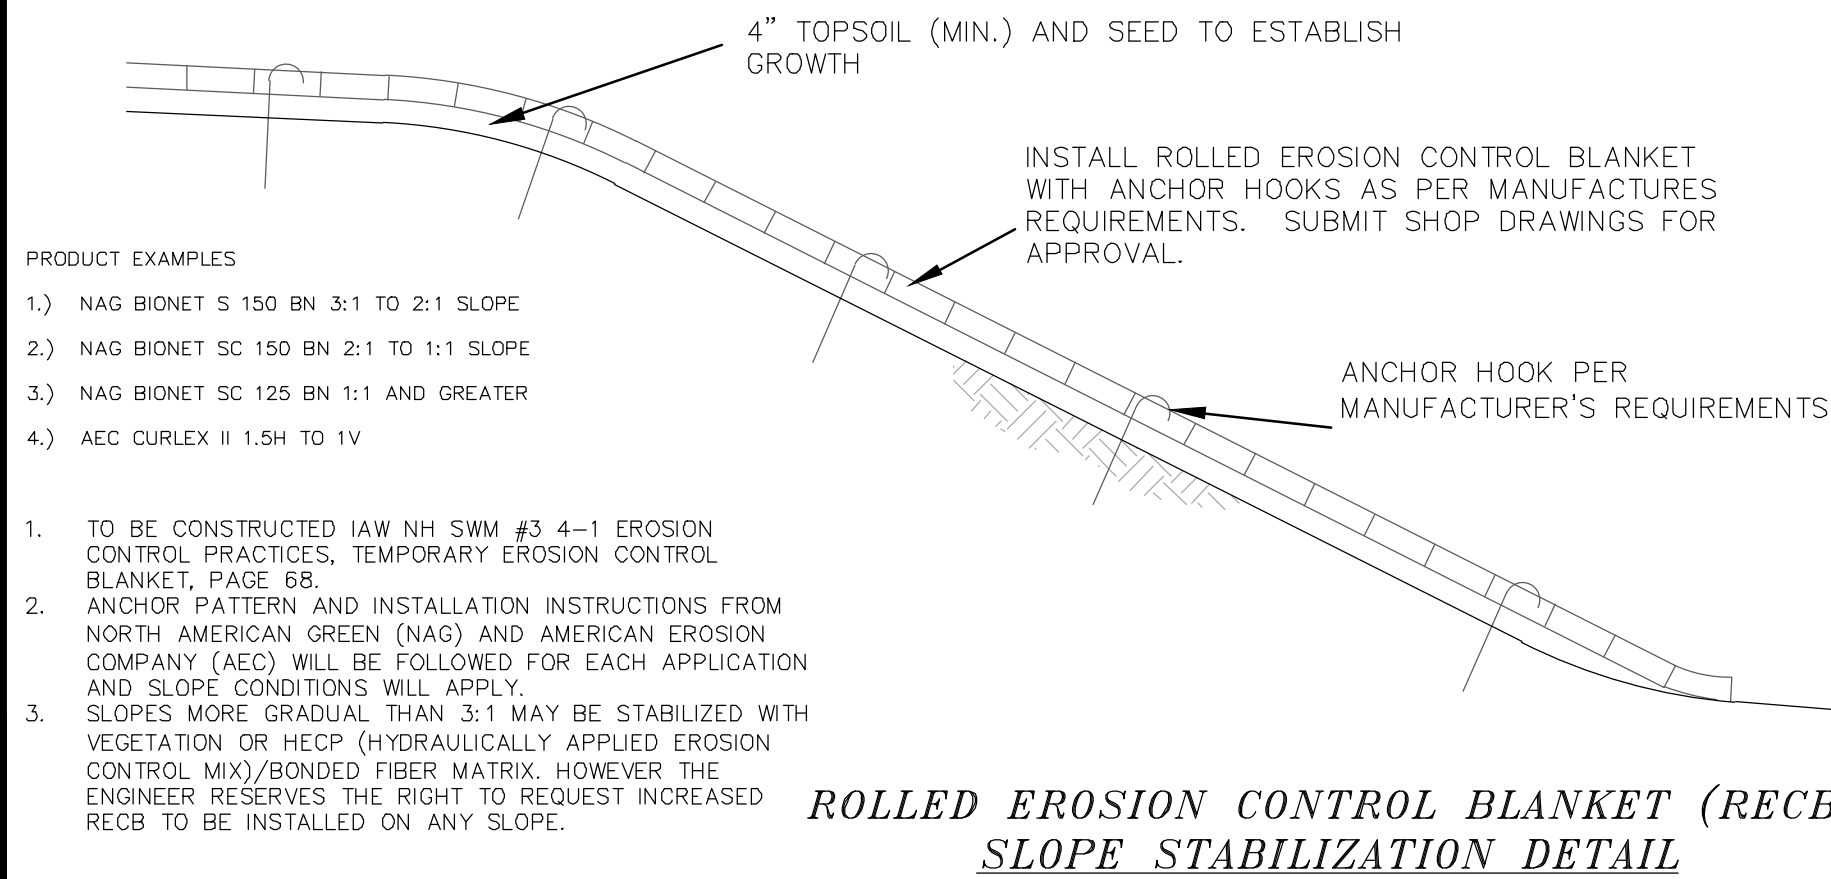 4” TOPSOIL (MIN.) AND SEED TO ESTABLISH
GROWTH
INSTALL ROLLED EROSION CONTROL BLANKET
WITH ANCHOR HOOKS AS PER MANUFACTURES
REQUIREMENTS. SUBMIT SHOP DRAWINGS FOR
APPROVAL.
PRODUCT EXAMPLES
1.) NAG BIONET S 150 BN 3:1 TO 2:1 SLOPE
2.) NAG BIONET SC 150 BN 2:1 TO 1:1 SLOPE
3.) NAG BIONET SC 125 BN 1:1 AND GREATER
4.) AEC CURLEX II 1.5H TO 1V
ANCHOR HOOK PER
MANUFACTURER'S REQUIREMENTS
1. TO BE CONSTRUCTED IAW NH SWM #3 4-1 EROSION
CONTROL PRACTICES, TEMPORARY EROSION CONTROL
BLANKET, PAGE 68.
2. ANCHOR PATTERN AND INSTALLATION INSTRUCTIONS FROM
NORTH AMERICAN GREEN (NAG) AND AMERICAN EROSION
COMPANY (AEC) WILL BE FOLLOWED FOR EACH APPLICATION
AND SLOPE CONDITIONS WILL APPLY.
3. SLOPES MORE GRADUAL THAN 3:1 MAY BE STABILIZED WITH
VEGETATION OR HECP (HYDRAULICALLY APPLIED EROSION
CONTROL MIX)/BONDED FIBER MATRIX. HOWEVER THE
ENGINEER RESERVES THE RIGHT TO REQUEST INCREASED
RECB TO BE INSTALLED ON ANY SLOPE.
ROLLED EROSION CONTROL BLANKET (RECB
SLOPE STABILIZATION DETAIL